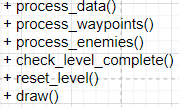 + process_data()
+ process_waypoints()
+ process_enemies()
+ check_level_complete()
+ reset_level()
+ draw()